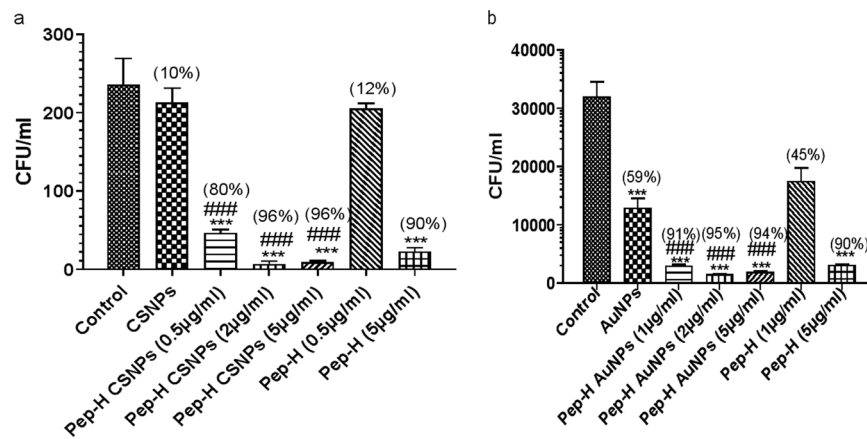 a
300
200
100
0
CFU/ml
(10%)
(80%)
###
***
(96%)
###
***
(96%)
###
***
(12%)
(90%)
***
Control
CSNPs
Pep-H CSNPs (0.5µg/ml)
Pep-H CSNPs (2µg/ml)
Pep-H CSNPs (5µg/ml)
Pep-H (0.5µg/ml)
Pep-H (5µg/ml)
b
40000
30000
20000
10000
0
CFU/ml
(59%)
***
(91%)
###
***
(95%)
###
***
(94%)
###
***
(45%)
(90%)
***
Control
AuNPs
Pep-H AuNPs (1µg/ml)
Pep-H AuNPs (2µg/ml)
Pep-H AuNPs (5µg/ml)
Pep-H (1µg/ml)
Pep-H (5µg/ml)